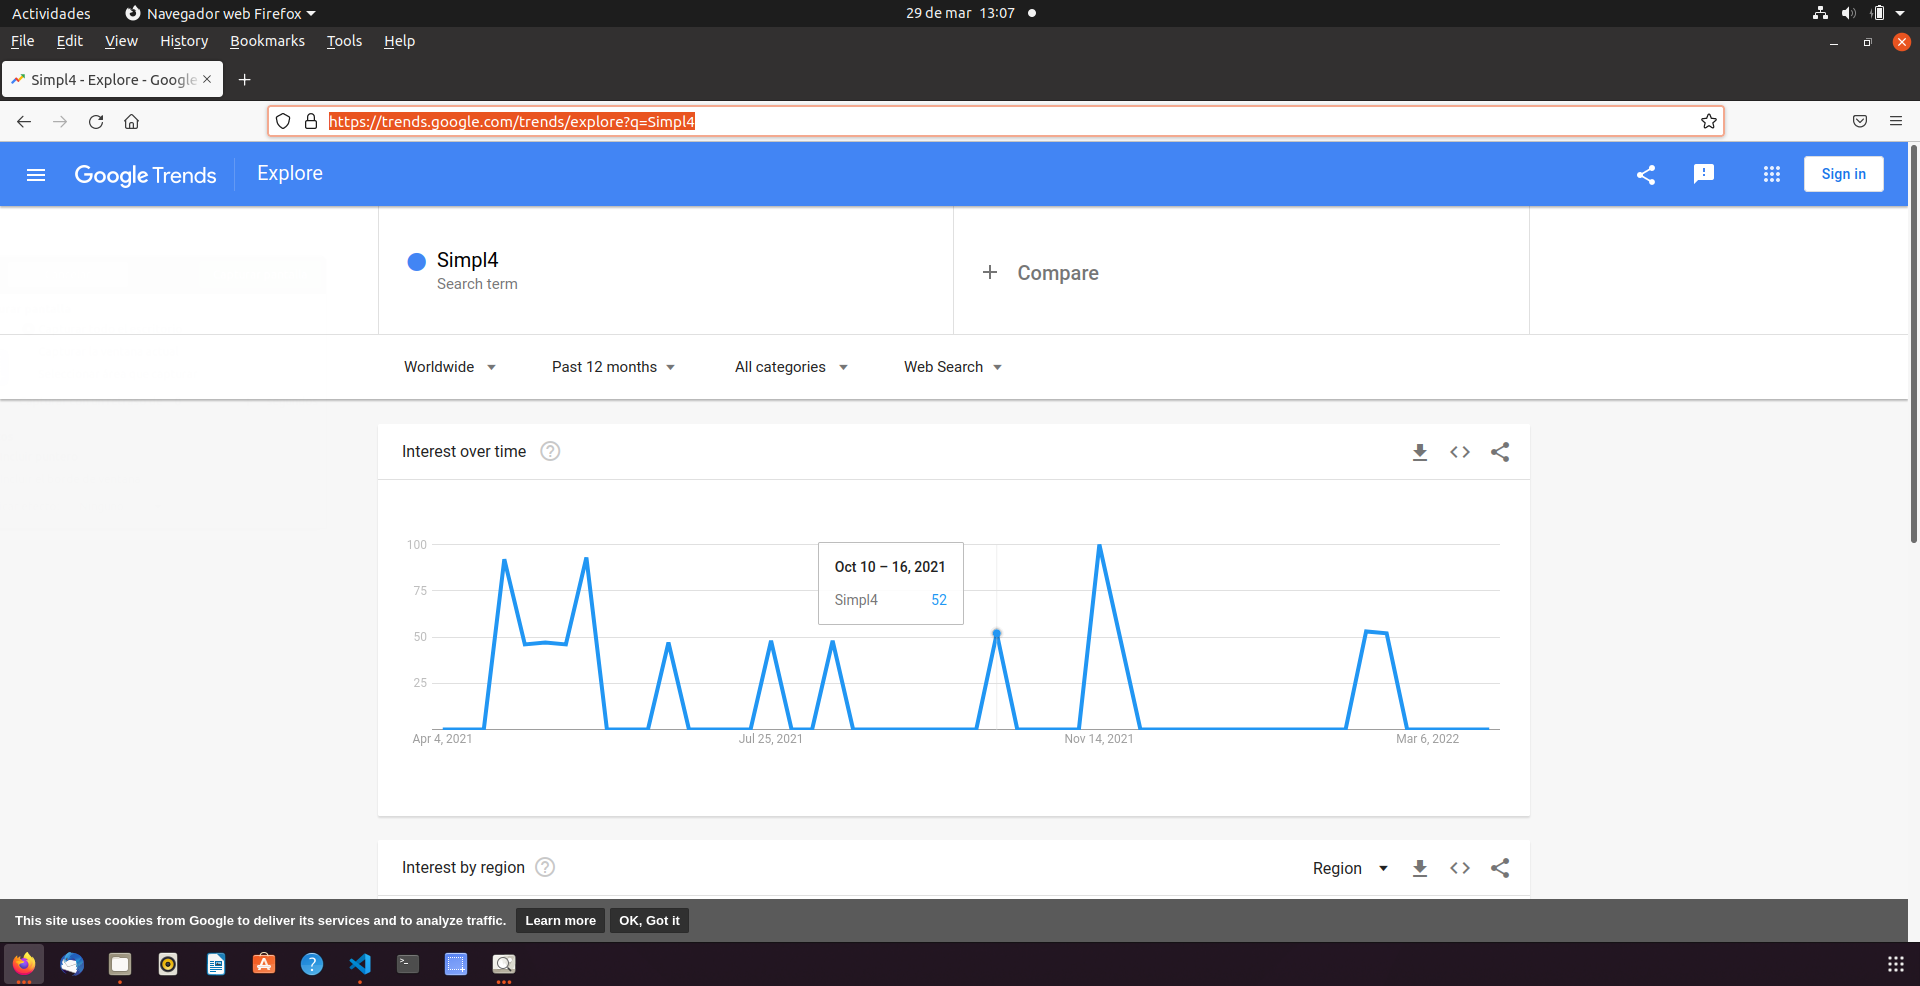 Actividades Navegador web Firefox 29 de mar 13:07
File Edit View History Bookmarks Tools Help
Simpl4 - Explore - Google
https://trends.google.com/trends/explore?q=Simpl4
Google Trends Explore Sign in
Simpl4
Search term
+ Compare
Worldwide Past 12 months All categories Web Search
Interest over time ?
100
75
50
25
Oct 10 – 16, 2021
Simpl4 52
Apr 4, 2021 Jul 25, 2021 Nov 14, 2021 Mar 6, 2022
Interest by region ? Region
This site uses cookies from Google to deliver its services and to analyze traffic. Learn more OK, Got it